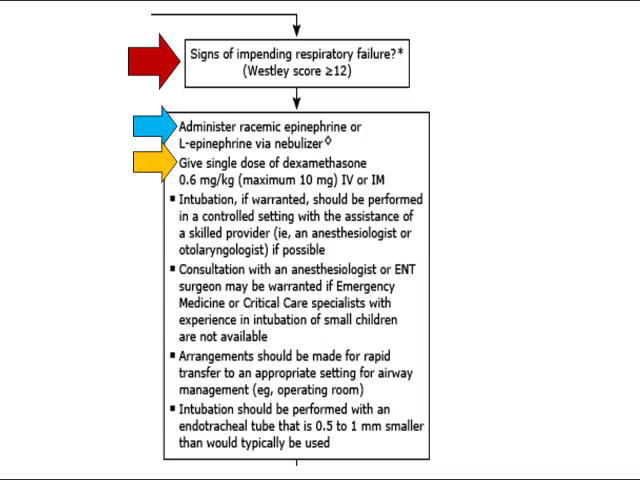 Signs of impending respiratory failure?*
(Westley score ≥12)
Administer racemic epinephrine or
L-epinephrine via nebulizer◊
Give single dose of dexamethasone
0.6 mg/kg (maximum 10 mg) IV or IM
▪ Intubation, if warranted, should be performed
in a controlled setting with the assistance of
a skilled provider (ie, an anesthesiologist or
otolaryngologist) if possible
▪ Consultation with an anesthesiologist or ENT
surgeon may be warranted if Emergency
Medicine or Critical Care specialists with
experience in intubation of small children
are not available
▪ Arrangements should be made for rapid
transfer to an appropriate setting for airway
management (eg, operating room)
▪ Intubation should be performed with an
endotracheal tube that is 0.5 to 1 mm smaller
than would typically be used